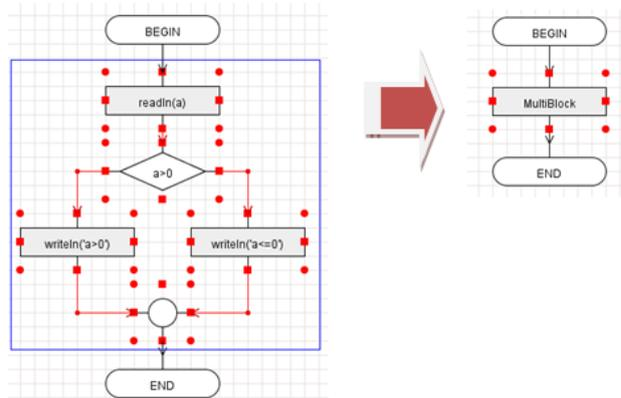 BEGIN
readln(a)
a>0
writeln('a>0')
writeln('a<=0')
END
BEGIN
MultiBlock
END